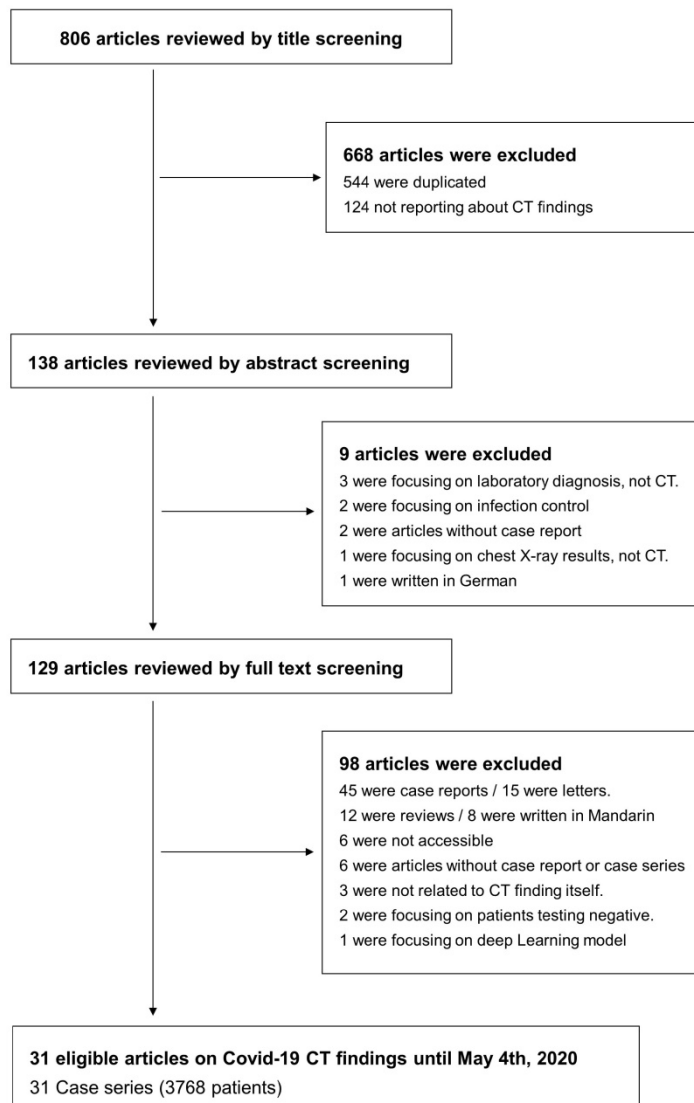 806 articles reviewed by title screening
668 articles were excluded
544 were duplicated
124 not reporting about CT findings
138 articles reviewed by abstract screening
9 articles were excluded
3 were focusing on laboratory diagnosis, not CT.
2 were focusing on infection control
2 were articles without case report
1 were focusing on chest X-ray results, not CT.
1 were written in German
129 articles reviewed by full text screening
98 articles were excluded
45 were case reports / 15 were letters.
12 were reviews / 8 were written in Mandarin
6 were not accessible
6 were articles without case report or case series
3 were not related to CT finding itself.
2 were focusing on patients testing negative.
1 were focusing on deep Learning model
31 eligible articles on Covid-19 CT findings until May 4th, 2020
31 Case series (3768 patients)